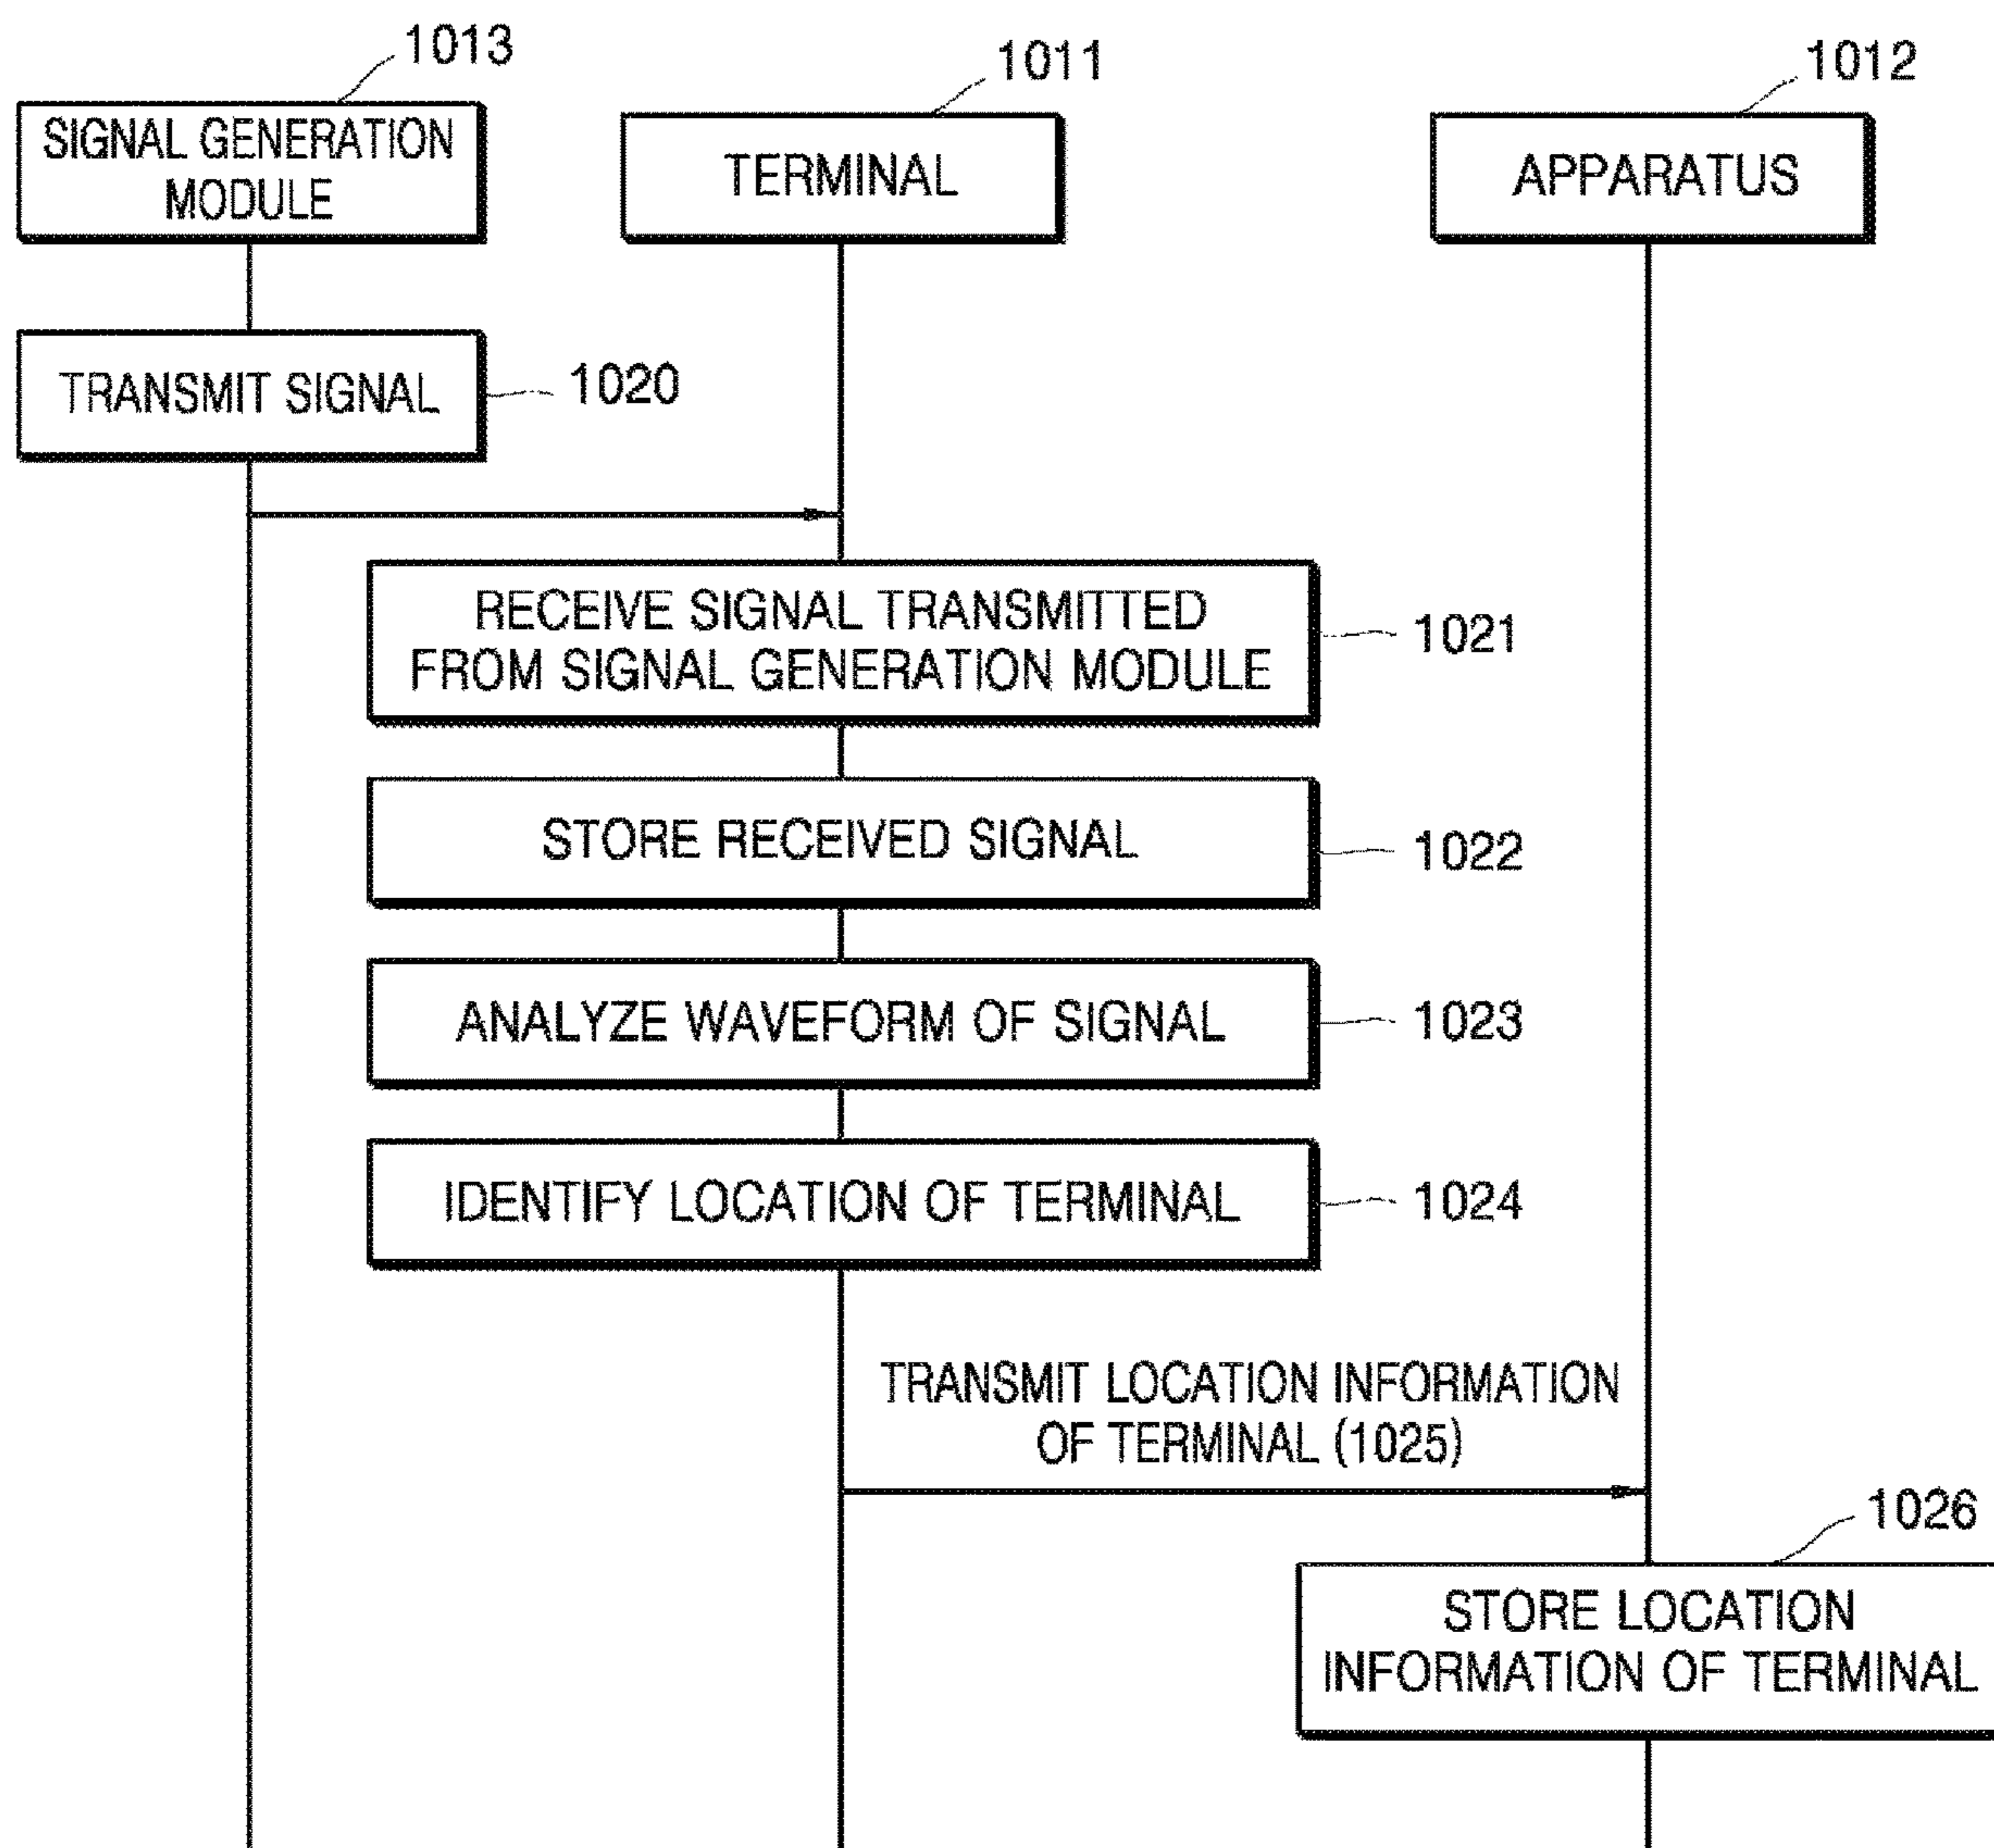 1013
1011
1012
SIGNAL GENERATION
MODULE
TERMINAL
APPARATUS
TRANSMIT SIGNAL
1020
RECEIVE SIGNAL TRANSMITTED
FROM SIGNAL GENERATION MODULE
1021
STORE RECEIVED SIGNAL
1022
ANALYZE WAVEFORM OF SIGNAL
1023
IDENTIFY LOCATION OF TERMINAL
1024
TRANSMIT LOCATION INFORMATION
OF TERMINAL (1025)
1026
STORE LOCATION
INFORMATION OF TERMINAL